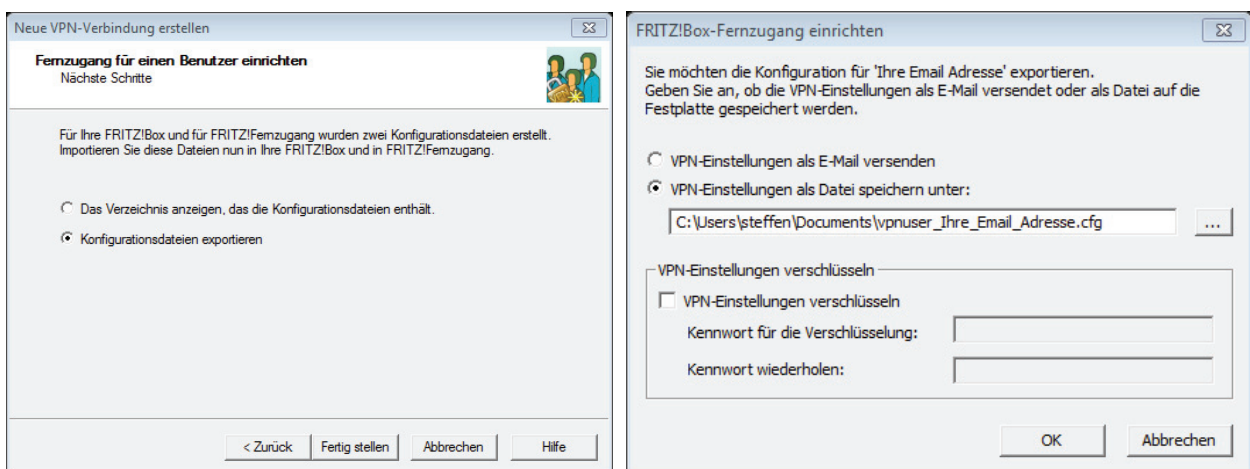 Neue VPN-Verbindung erstellen
Fernzugang für einen Benutzer einrichten
Nächste Schritte
Für Ihre FRITZ!Box und für FRITZ!Fernzugang wurden zwei Konfigurationsdateien erstellt.
Importieren Sie diese Dateien nun in Ihre FRITZ!Box und in FRITZ!Fernzugang.
Das Verzeichnis anzeigen, das die Konfigurationsdateien enthält.
Konfigurationsdateien exportieren
< Zurück
Fertig stellen
Abbrechen
Hilfe
FRITZ!Box-Fernzugang einrichten
Sie möchten die Konfiguration für 'Ihre Email Adresse' exportieren.
Geben Sie an, ob die VPN-Einstellungen als E-Mail versendet oder als Datei auf die
Festplatte gespeichert werden.
VPN-Einstellungen als E-Mail versenden
VPN-Einstellungen als Datei speichern unter:
C:\Users\steffen\Documents\vpnuser_Ihre_Email_Adresse.cfg
...
VPN-Einstellungen verschlüsseln
VPN-Einstellungen verschlüsseln
Kennwort für die Verschlüsselung:
Kennwort wiederholen:
OK
Abbrechen